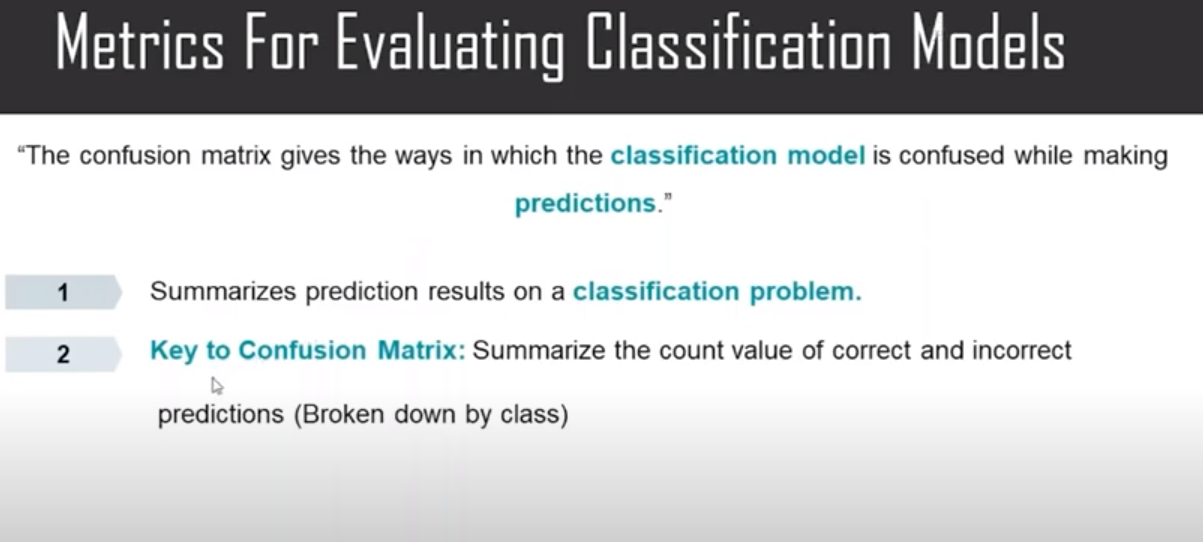 Metrics For Evaluating Classification Models
“The confusion matrix gives the ways in which the classification model is confused while making
predictions.”
1 Summarizes prediction results on a classification problem.
2 Key to Confusion Matrix: Summarize the count value of correct and incorrect
predictions (Broken down by class)